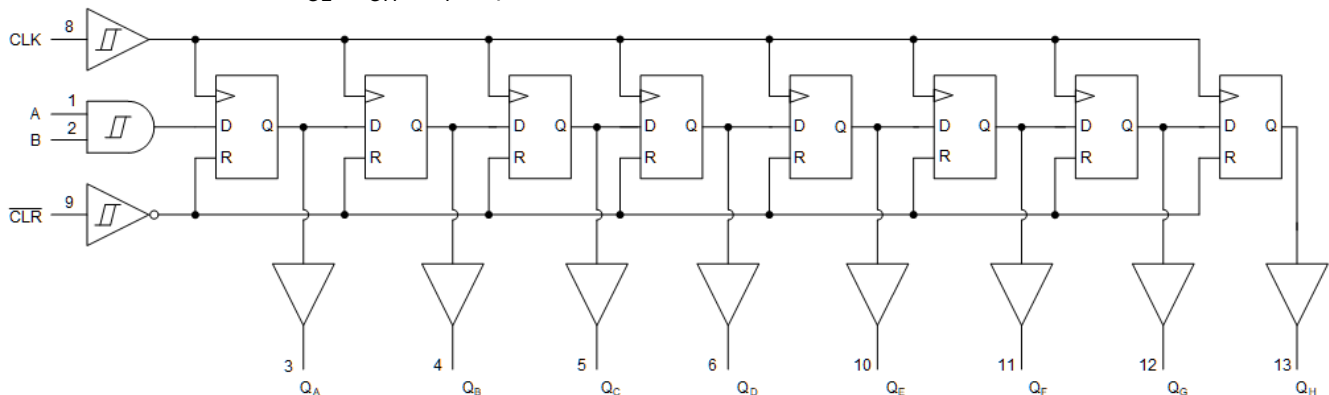 CLK 8
A 1
B 2
D Q D Q D Q D Q D Q D Q D Q D Q
R R R R R R R R
CLR 9
3 4 5 6 10 11 12 13
QA QB QC QD QE QF QG QH